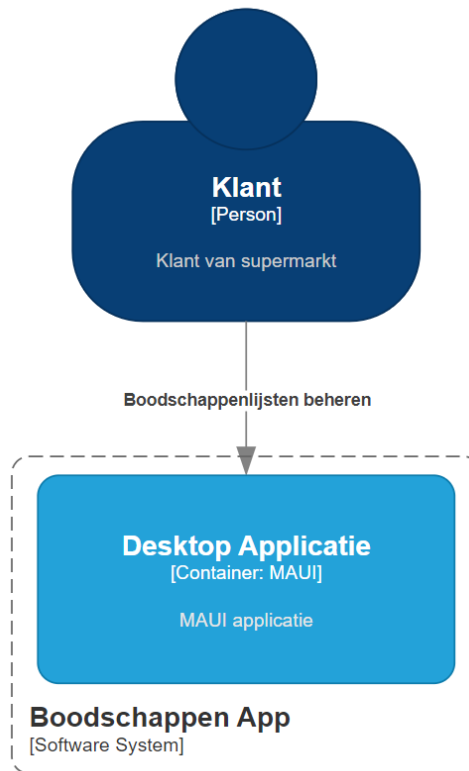 Klant
[Person]
Klant van supermarkt
Boodschappenlijsten beheren
Desktop Applicatie
[Container: MAUI]
MAUI applicatie
Boodschappen App
[Software System]